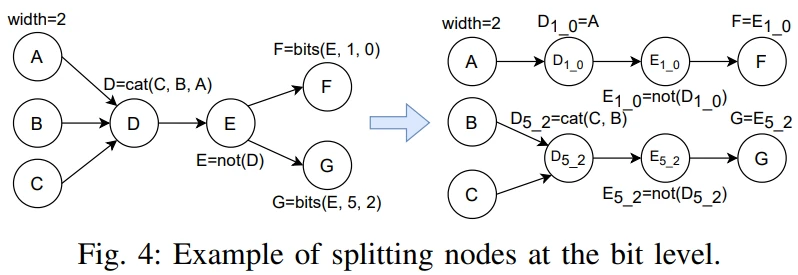 width=2
A
B
C
D=cat(C, B, A)
D
E
E=not(D)
F=bits(E, 1, 0)
F
G
G=bits(E, 5, 2)
width=2
D1_0=A
F=E1_0
A
D1_0
E1_0
F
E1_0=not(D1_0)
B
D5_2=cat(C, B)
G=E5_2
C
D5_2
E5_2
G
E5_2=not(D5_2)
Fig. 4: Example of splitting nodes at the bit level.